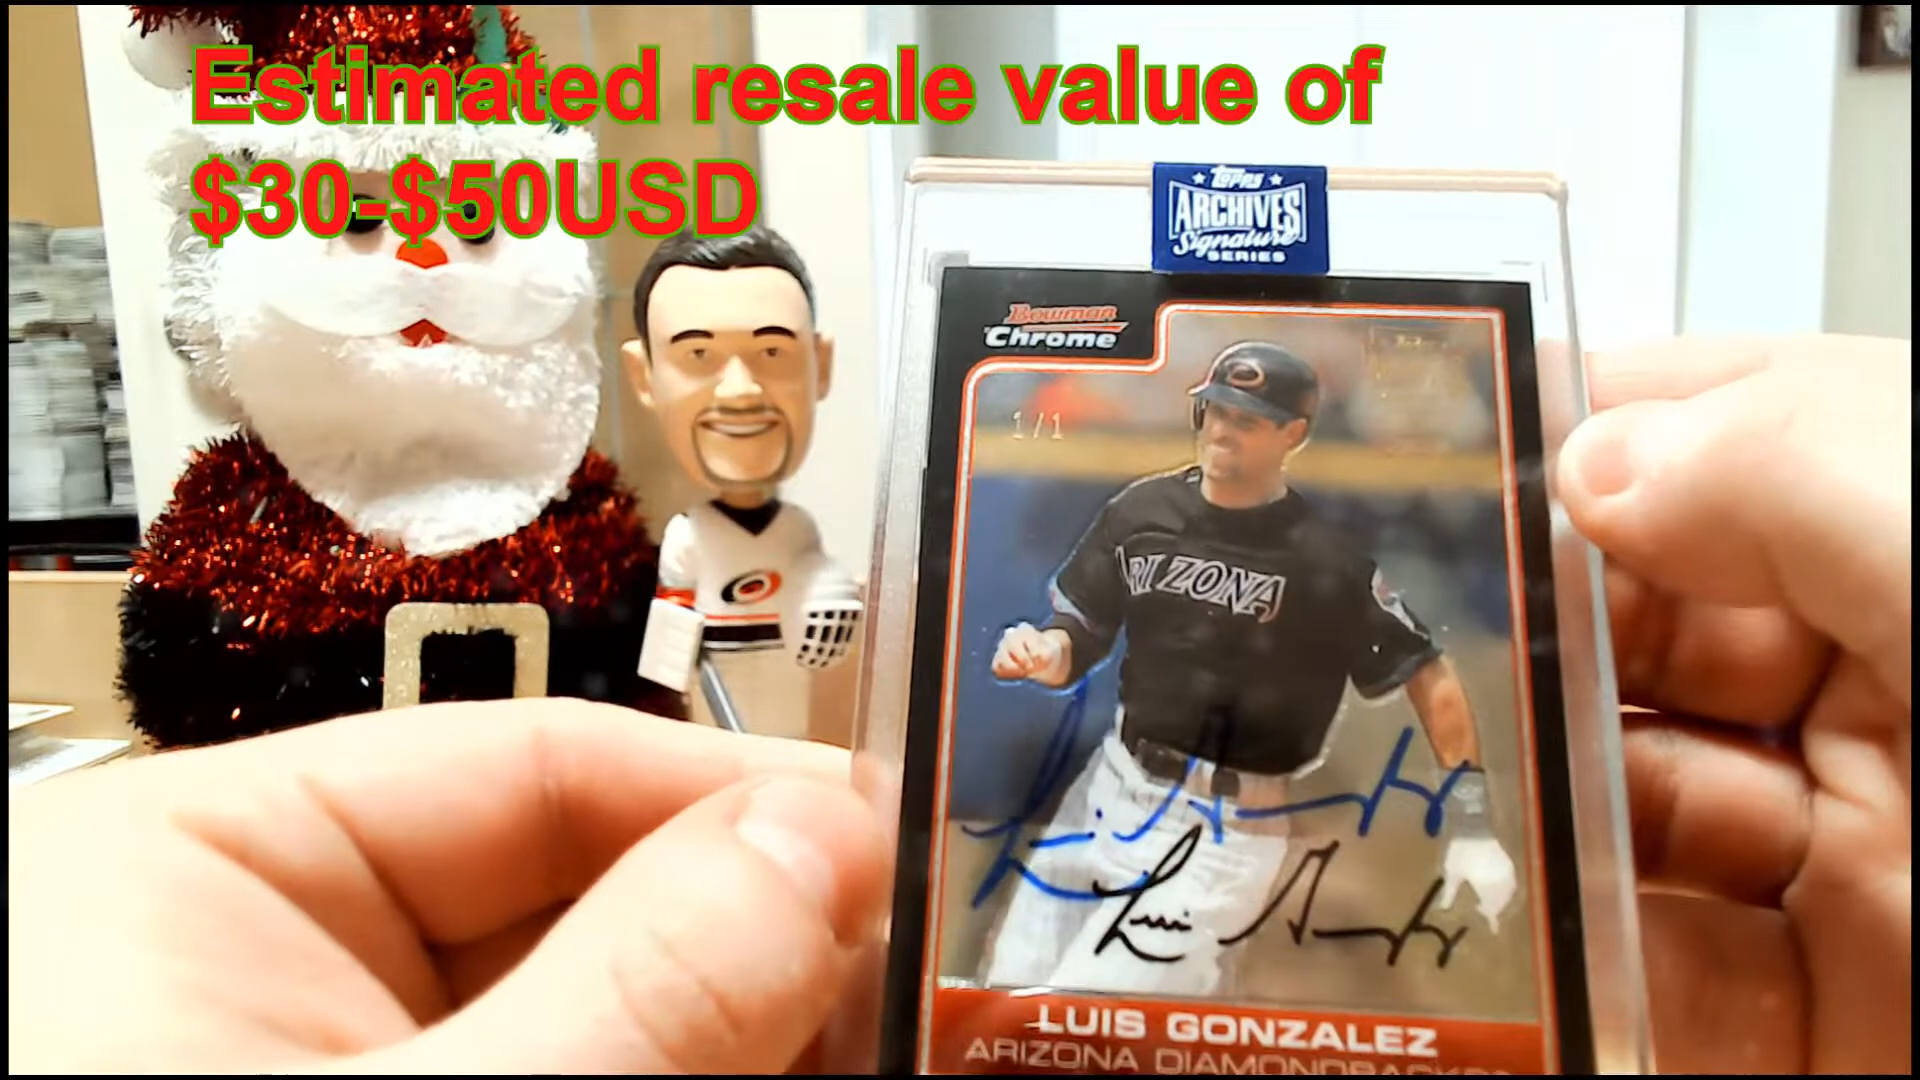 Estimated resale value of
$30-$50USD
Topps
ARCHIVES
Signature
SERIES
Bowman
Chrome
1/1
ARIZONA
LUIS GONZALEZ
ARIZONA DIAMONDBACKS